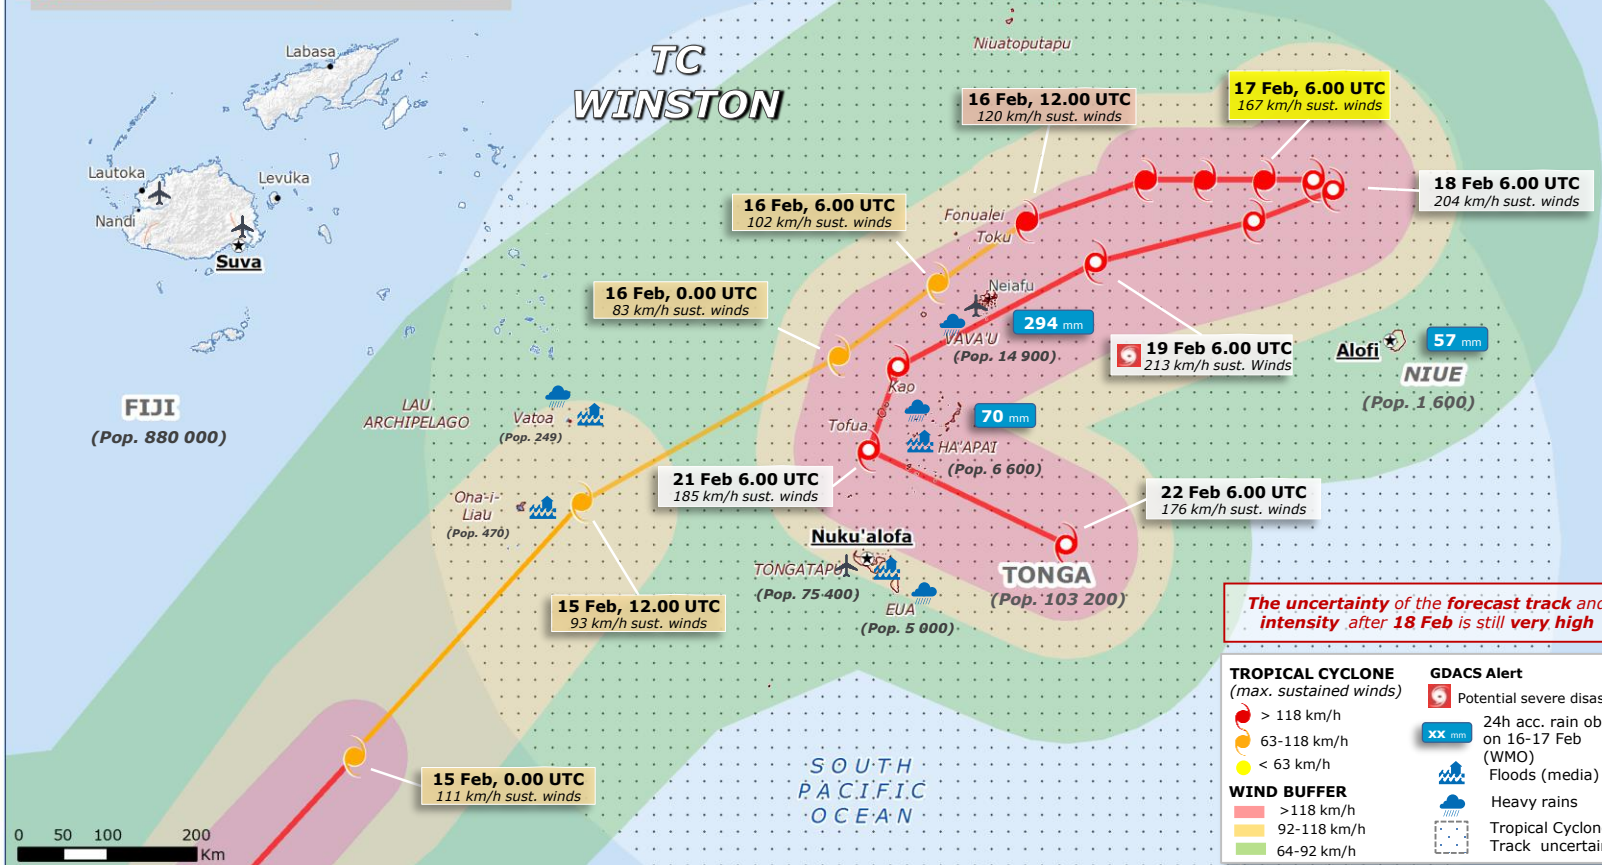 TC
WINSTON
Niuatoputapu
Labasa
Lautoka
Levuka
Nandi
Suva
16 Feb, 12.00 UTC
120 km/h sust. winds
17 Feb, 6.00 UTC
167 km/h sust. winds
18 Feb 6.00 UTC
204 km/h sust. winds
16 Feb, 6.00 UTC
102 km/h sust. winds
Fonualei
Toku
16 Feb, 0.00 UTC
83 km/h sust. winds
Neiafu
294 mm
VAVA'U
(Pop. 14 900)
19 Feb 6.00 UTC
213 km/h sust. Winds
Alofi
57 mm
NIUE
(Pop. 1 600)
FIJI
(Pop. 880 000)
LAU
ARCHIPELAGO
Vatoa
(Pop. 249)
Kao
Tofua
70 mm
HA'APAI
(Pop. 6 600)
21 Feb 6.00 UTC
185 km/h sust. winds
22 Feb 6.00 UTC
176 km/h sust. winds
Ona-i-
Liau
(Pop. 470)
Nuku'alofa
TONGATAPU
(Pop. 75 400)
EUA
(Pop. 5 000)
TONGA
(Pop. 103 200)
15 Feb, 12.00 UTC
93 km/h sust. winds
15 Feb, 0.00 UTC
111 km/h sust. winds
SOUTH
PACIFIC
OCEAN
The uncertainty of the forecast track and
intensity after 18 Feb is still very high
TROPICAL CYCLONE
(max. sustained winds)
> 118 km/h
63-118 km/h
< 63 km/h
WIND BUFFER
>118 km/h
92-118 km/h
64-92 km/h
GDACS Alert
Potential severe disas
xx mm
24h acc. rain ob
on 16-17 Feb
(WMO)
Floods (media)
Heavy rains
Tropical Cyclon
Track uncertai
0 50 100 200
Km